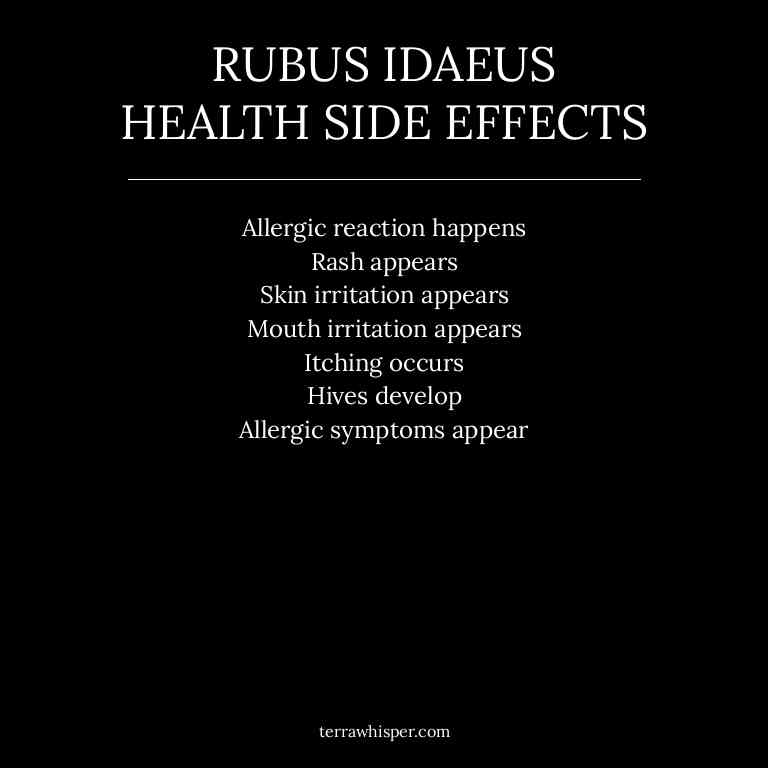 RUBUS IDAEUS
HEALTH SIDE EFFECTS
Allergic reaction happens
Rash appears
Skin irritation appears
Mouth irritation appears
Itching occurs
Hives develop
Allergic symptoms appear
terrawhisper.com